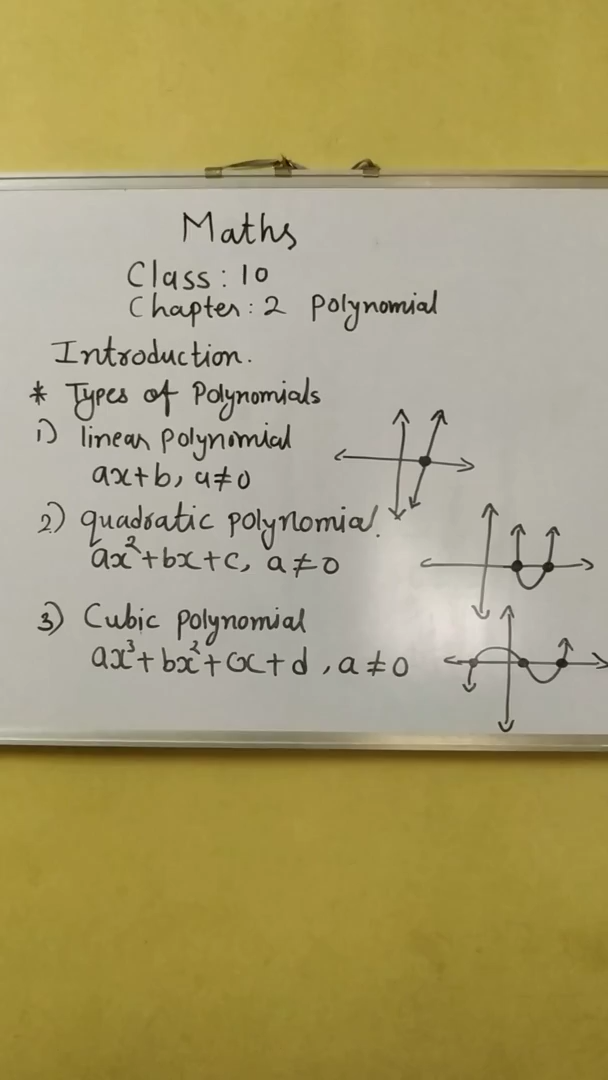 Maths
Class: 10
Chapter: 2 Polynomial
Introduction.
* Types of Polynomials
1) linear polynomial
ax+b, a≠0
2) quadratic polynomial.
ax²+bx+c, a≠0
3) Cubic polynomial
ax³+bx²+cx+d, a≠0